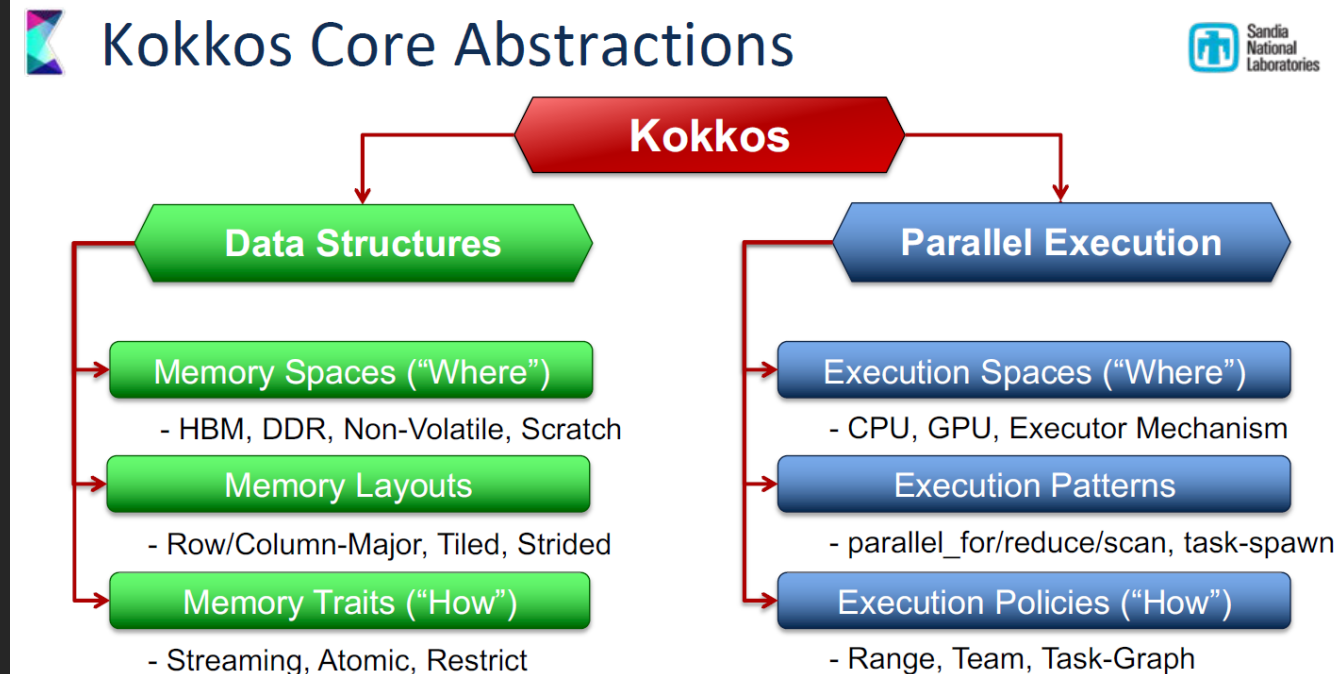 Kokkos Core Abstractions
Sandia
National
Laboratories
Kokkos
Data Structures
Memory Spaces (“Where”)
- HBM, DDR, Non-Volatile, Scratch
Memory Layouts
- Row/Column-Major, Tiled, Strided
Memory Traits (“How”)
- Streaming, Atomic, Restrict
Parallel Execution
Execution Spaces (“Where”)
- CPU, GPU, Executor Mechanism
Execution Patterns
- parallel_for/reduce/scan, task-spawn
Execution Policies (“How”)
- Range, Team, Task-Graph